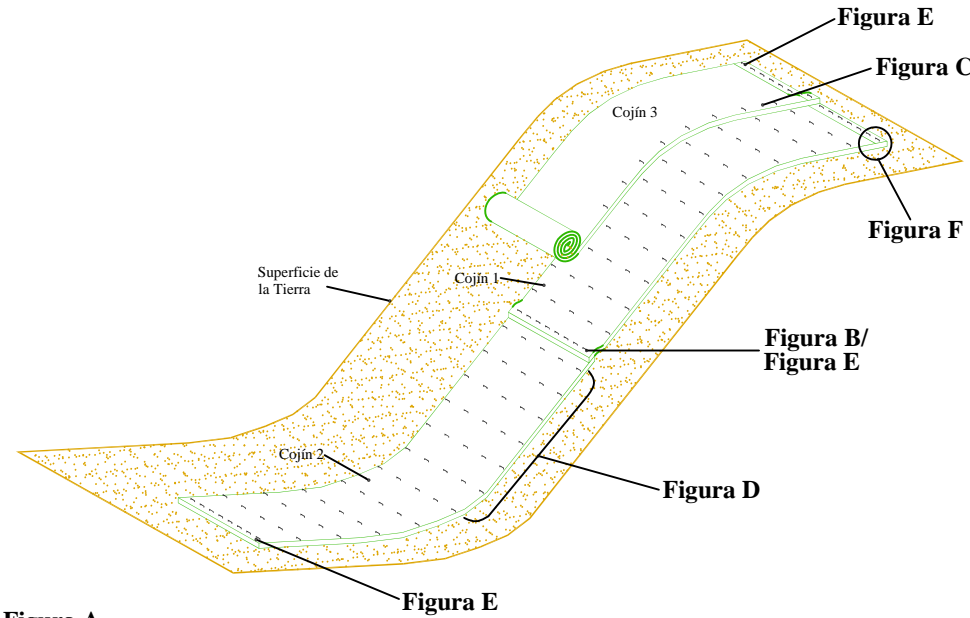 Figura E
Figura C
Cojín 3
Figura F
Superficie de
la Tierra
Cojín 1
Figura B/
Figura E
Cojín 2
Figura D
Figura E
Figura A